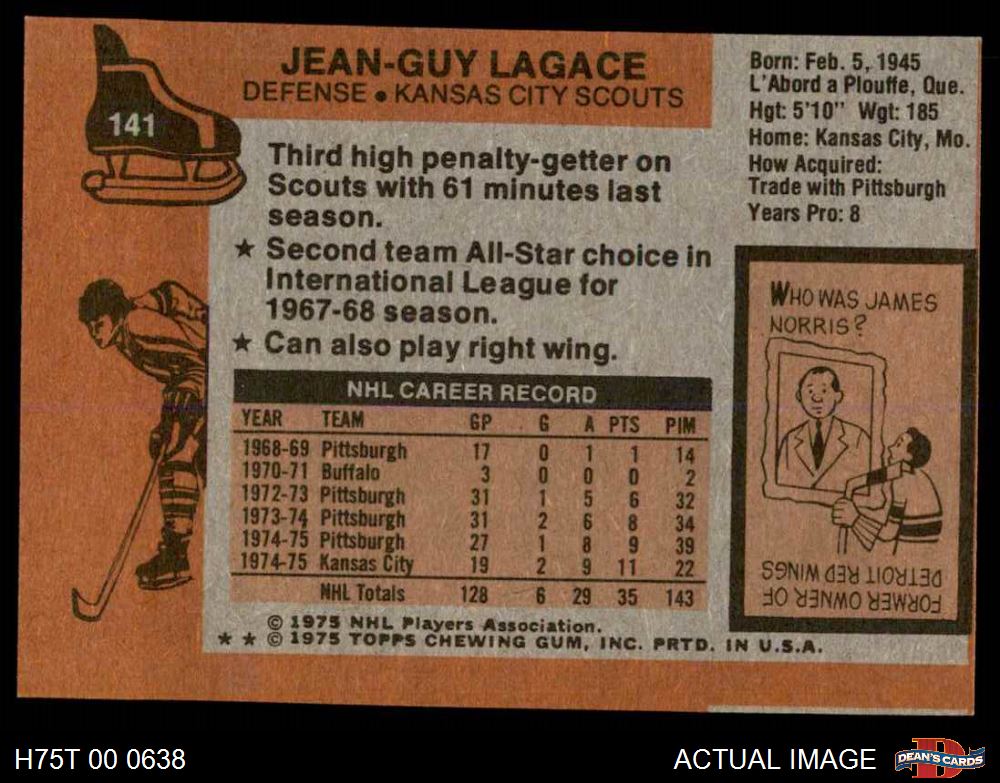 141
JEAN-GUY LAGACE
DEFENSE • KANSAS CITY SCOUTS
Third high penalty-getter on
Scouts with 61 minutes last
season.
★ Second team All-Star choice in
International League for
1967-68 season.
★ Can also play right wing.
NHL CAREER RECORD
YEAR TEAM GP G A PTS PIM
1968-69 Pittsburgh 17 0 1 1 14
1970-71 Buffalo 3 0 0 0 2
1972-73 Pittsburgh 31 1 5 6 32
1973-74 Pittsburgh 31 2 6 8 34
1974-75 Pittsburgh 27 1 8 9 39
1974-75 Kansas City 19 2 9 11 22
NHL Totals 128 6 29 35 143
© 1975 NHL Players Association.
★ ★ © 1975 TOPPS CHEWING GUM, INC. PRTD. IN U.S.A.
Born: Feb. 5, 1945
L'Abord a Plouffe, Que.
Hgt: 5'10" Wgt: 185
Home: Kansas City, Mo.
How Acquired:
Trade with Pittsburgh
Years Pro: 8
WHO WAS JAMES
NORRIS?
FORMER OWNER OF
DETROIT RED WINGS
H75T 00 0638
ACTUAL IMAGE
D
DEAN'S CARDS